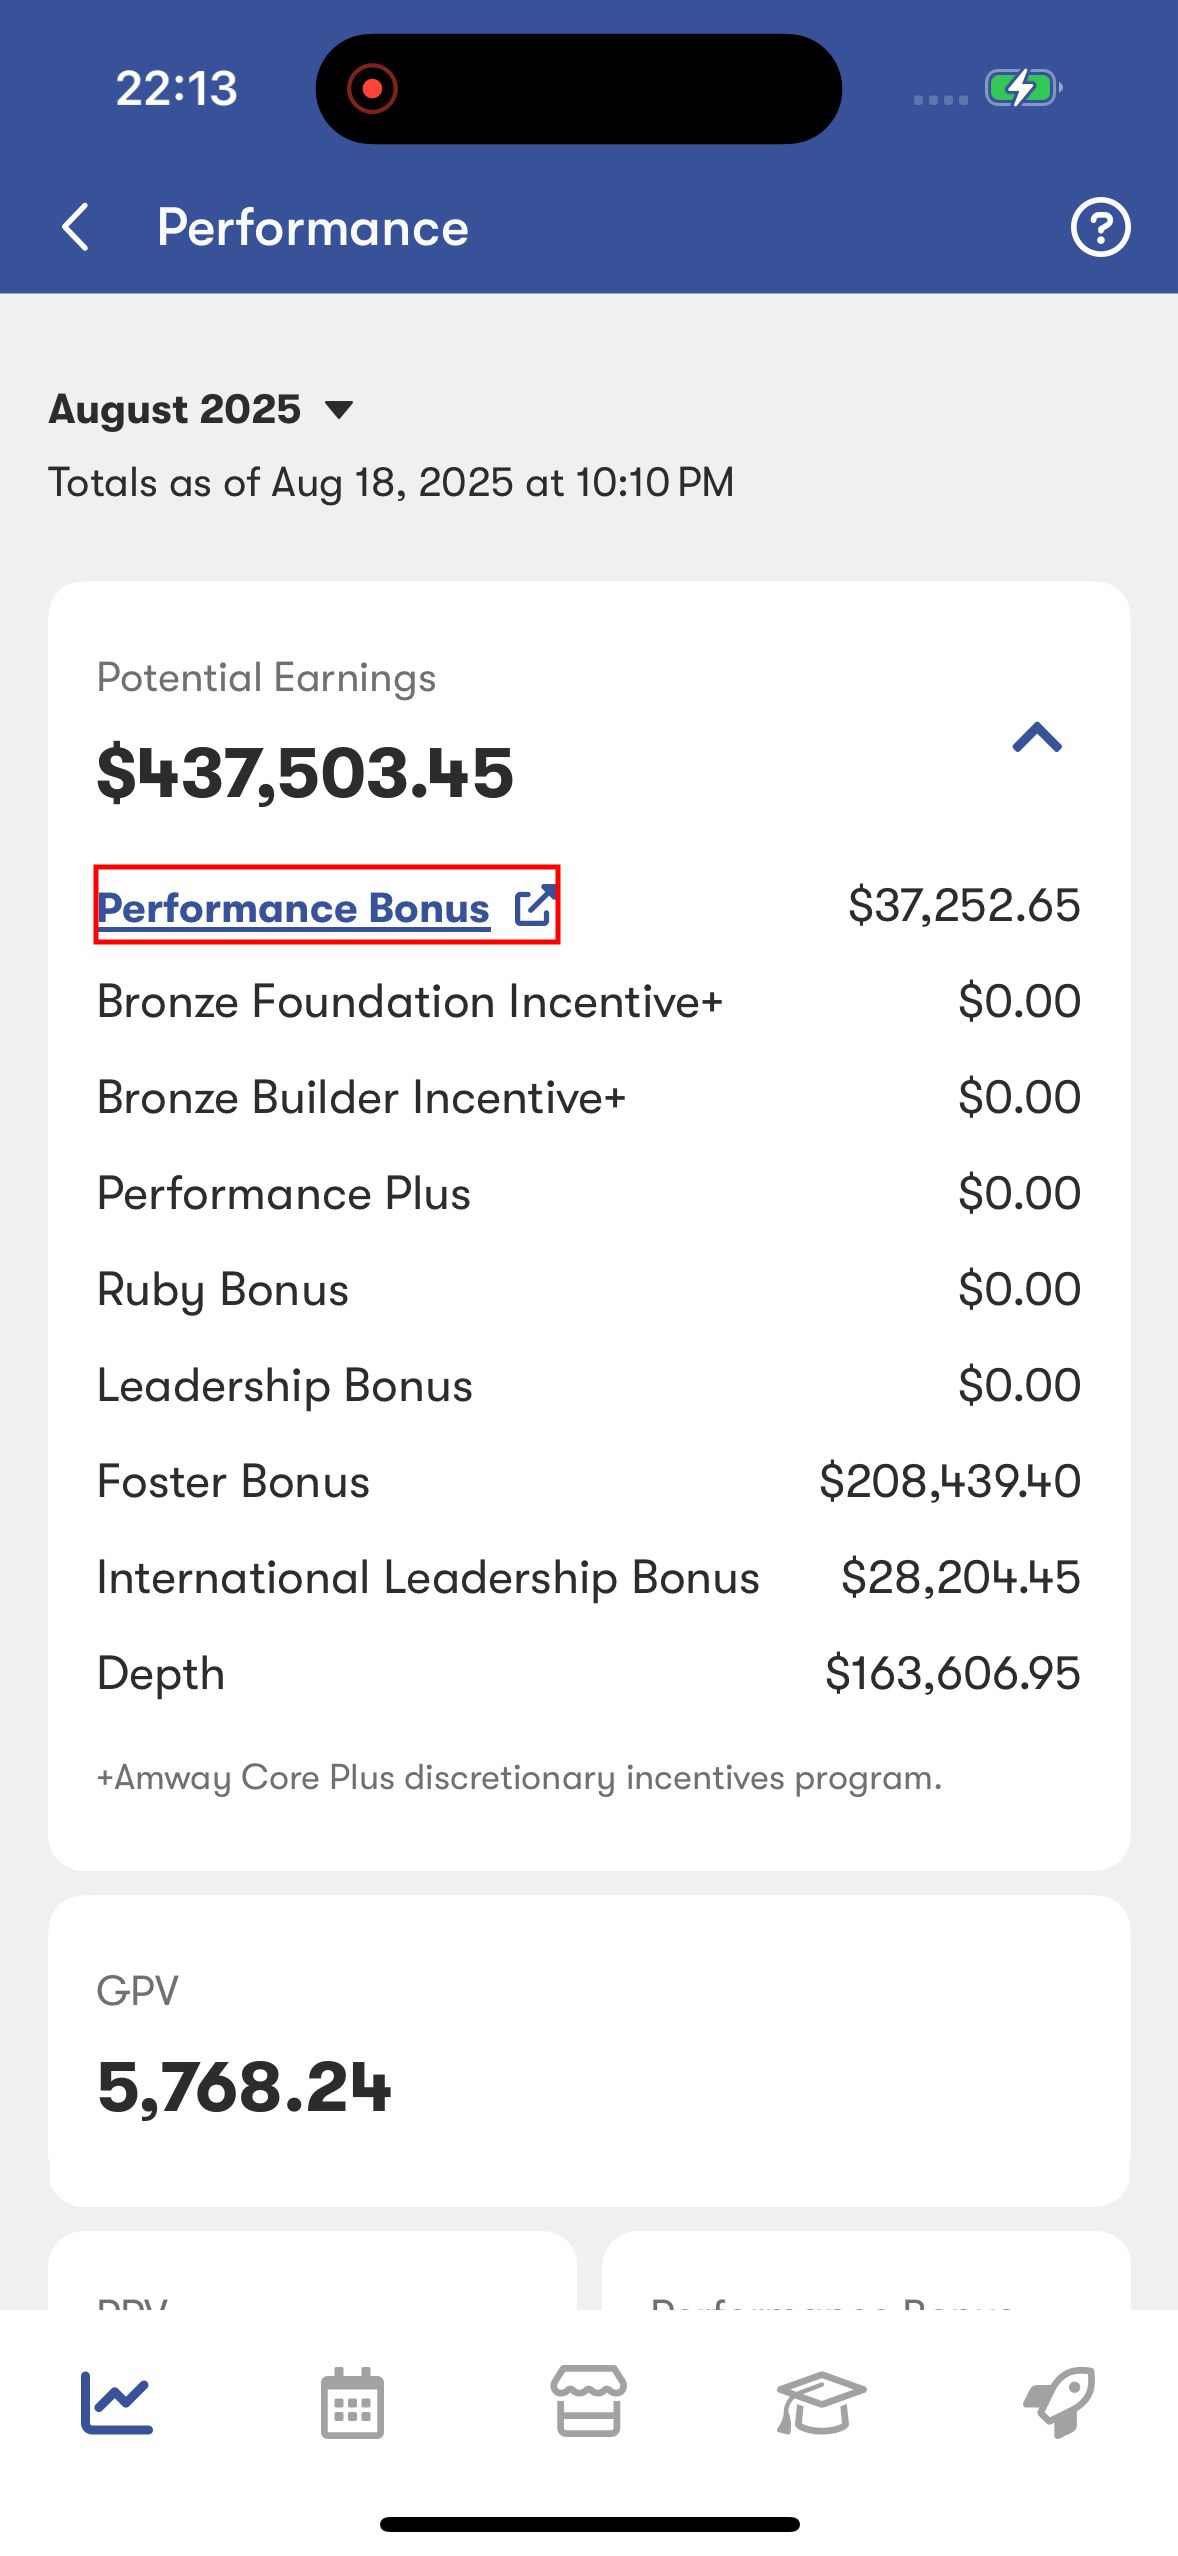 22:13
Performance
August 2025
Totals as of Aug 18, 2025 at 10:10 PM
Potential Earnings
$437,503.45
Performance Bonus $37,252.65
Bronze Foundation Incentive+ $0.00
Bronze Builder Incentive+ $0.00
Performance Plus $0.00
Ruby Bonus $0.00
Leadership Bonus $0.00
Foster Bonus $208,439.40
International Leadership Bonus $28,204.45
Depth $163,606.95
+Amway Core Plus discretionary incentives program.
GPV
5,768.24
PPV Performance Bonus